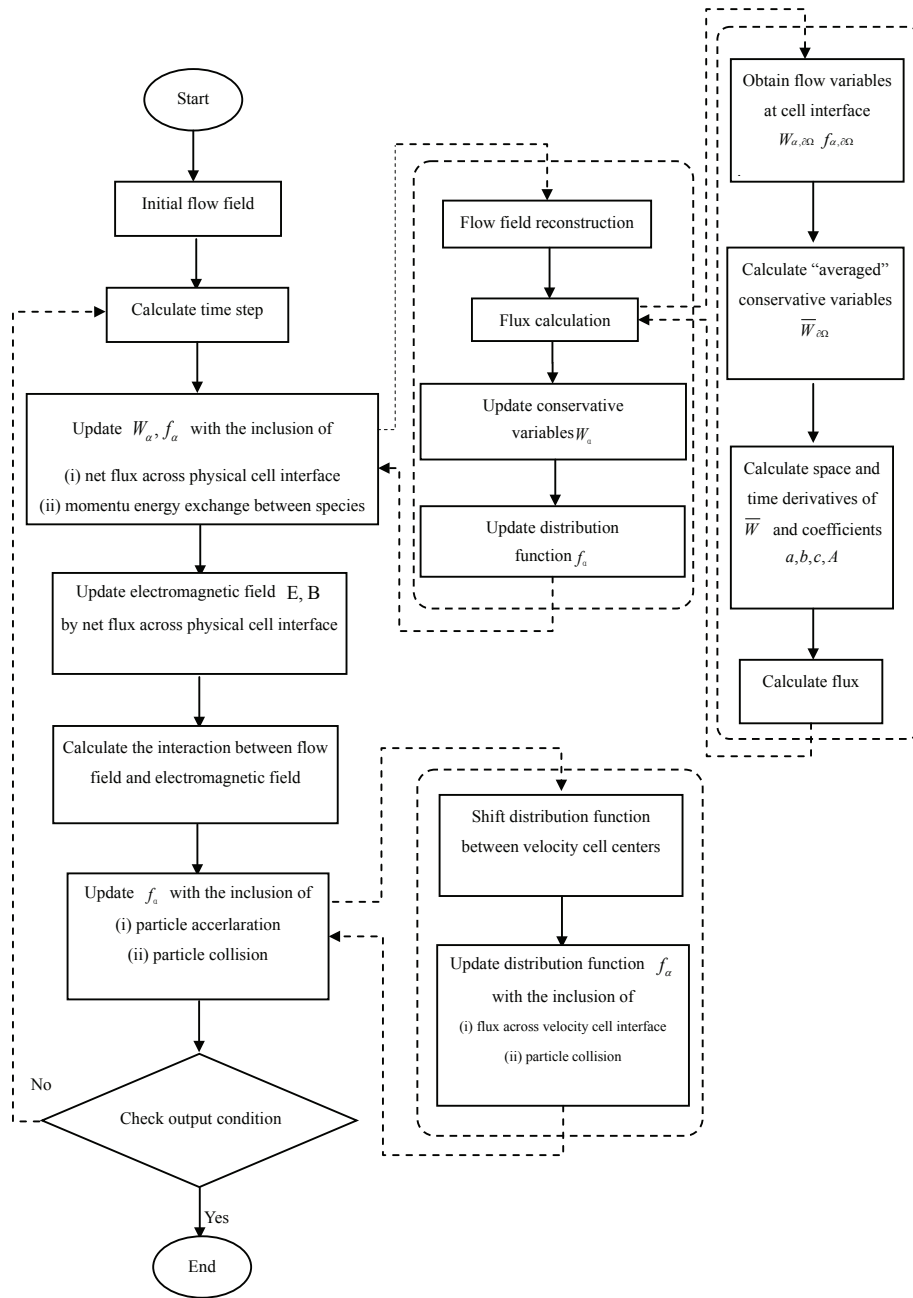 Start
Initial flow field
Calculate time step
Update W_α, f_α with the inclusion of
(i) net flux across physical cell interface
(ii) momentu energy exchange between species
Update electromagnetic field E, B
by net flux across physical cell interface
Calculate the interaction between flow
field and electromagnetic field
Update f_α with the inclusion of
(i) particle accerlaration
(ii) particle collision
No
Check output condition
Yes
End
Flow field reconstruction
Flux calculation
Update conservative
variables W_α
Update distribution
function f_α
Shift distribution function
between velocity cell centers
Update distribution function f_α
with the inclusion of
(i) flux across velocity cell interface
(ii) particle collision
Obtain flow variables
at cell interface
W_α,∂Ω f_α,∂Ω
.
Calculate “averaged”
conservative variables
W̅_∂Ω
Calculate space and
time derivatives of
W̅ and coefficients
a,b,c,A
Calculate flux